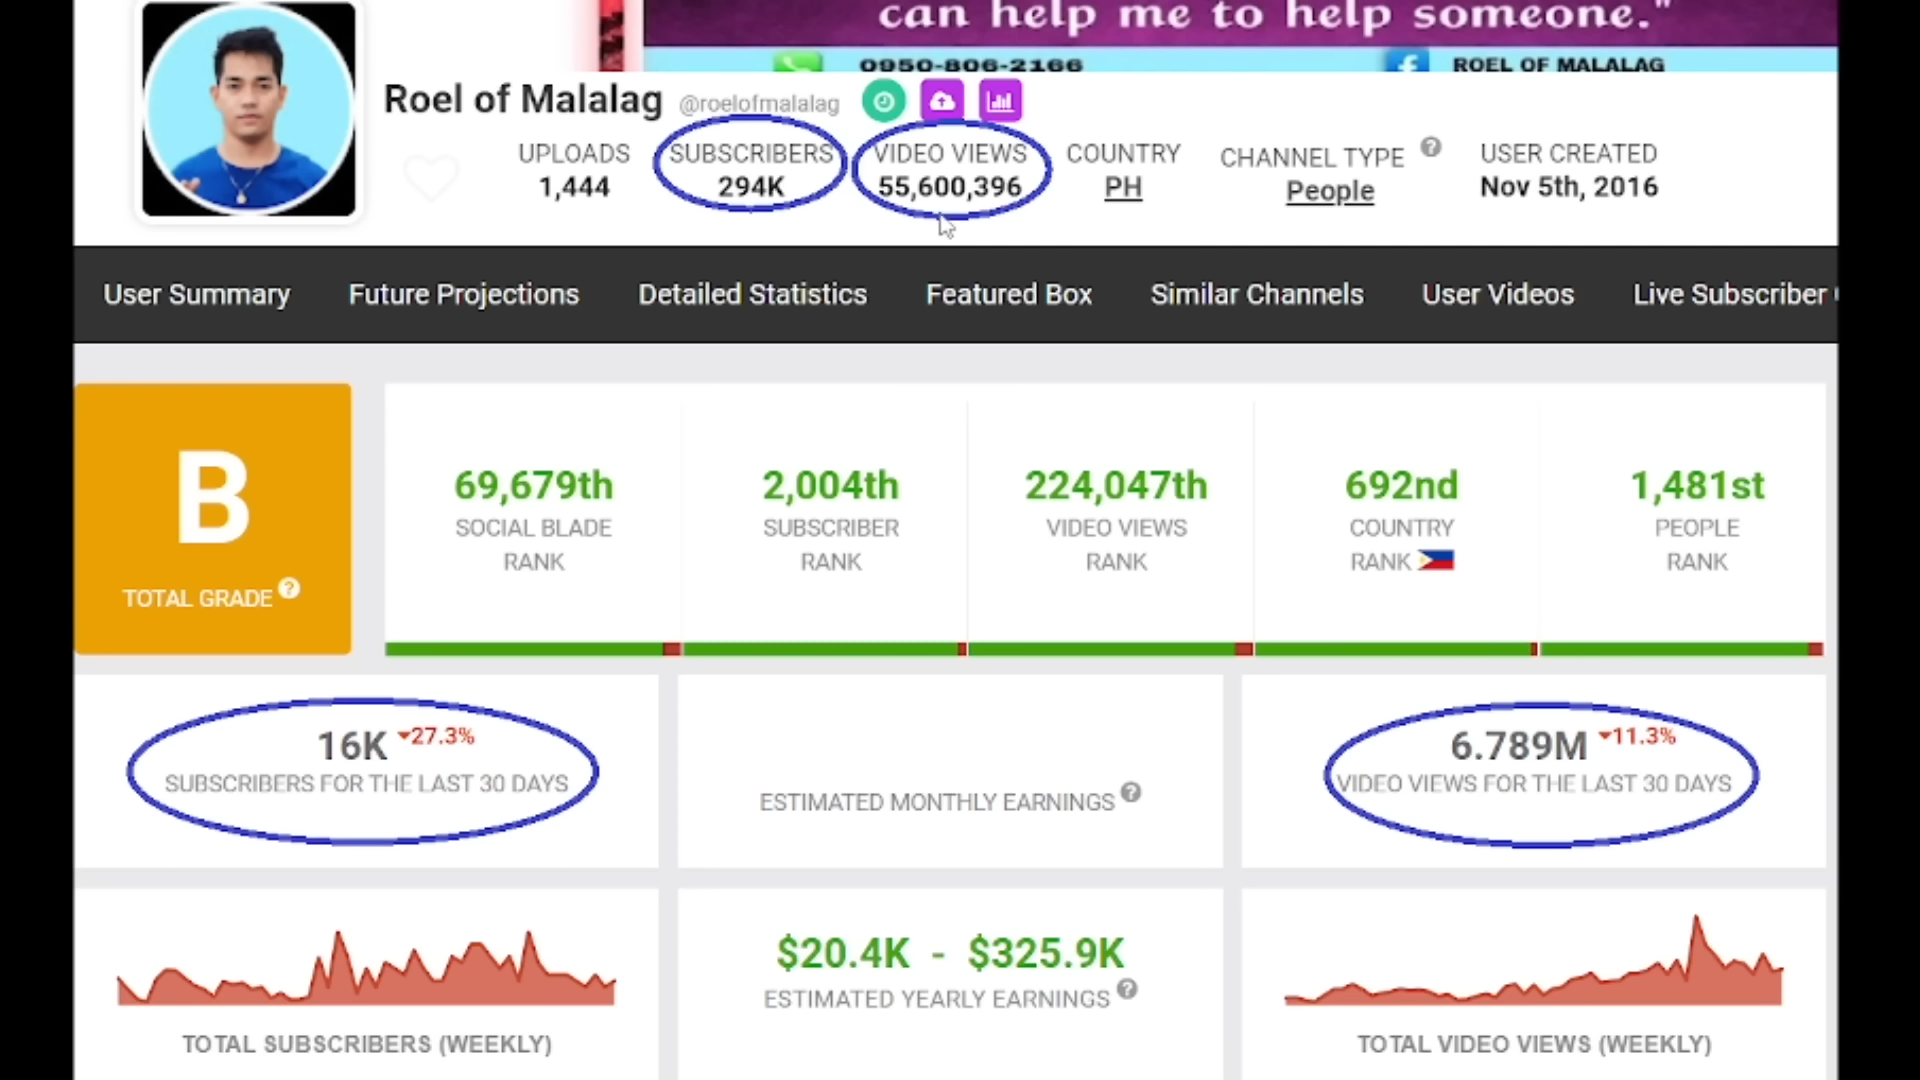 can help me to help someone."
0950-806-2166
ROEL OF MALALAG
Roel of Malalag @roelofmalalag
UPLOADS
1,444
SUBSCRIBERS
294K
VIDEO VIEWS
55,600,396
COUNTRY
PH
CHANNEL TYPE ?
People
USER CREATED
Nov 5th, 2016
User Summary
Future Projections
Detailed Statistics
Featured Box
Similar Channels
User Videos
Live Subscriber
B
TOTAL GRADE ?
69,679th
SOCIAL BLADE
RANK
2,004th
SUBSCRIBER
RANK
224,047th
VIDEO VIEWS
RANK
692nd
COUNTRY
RANK
1,481st
PEOPLE
RANK
16K 27.3%
SUBSCRIBERS FOR THE LAST 30 DAYS
ESTIMATED MONTHLY EARNINGS ?
6.789M 11.3%
VIDEO VIEWS FOR THE LAST 30 DAYS
TOTAL SUBSCRIBERS (WEEKLY)
$20.4K - $325.9K
ESTIMATED YEARLY EARNINGS ?
TOTAL VIDEO VIEWS (WEEKLY)